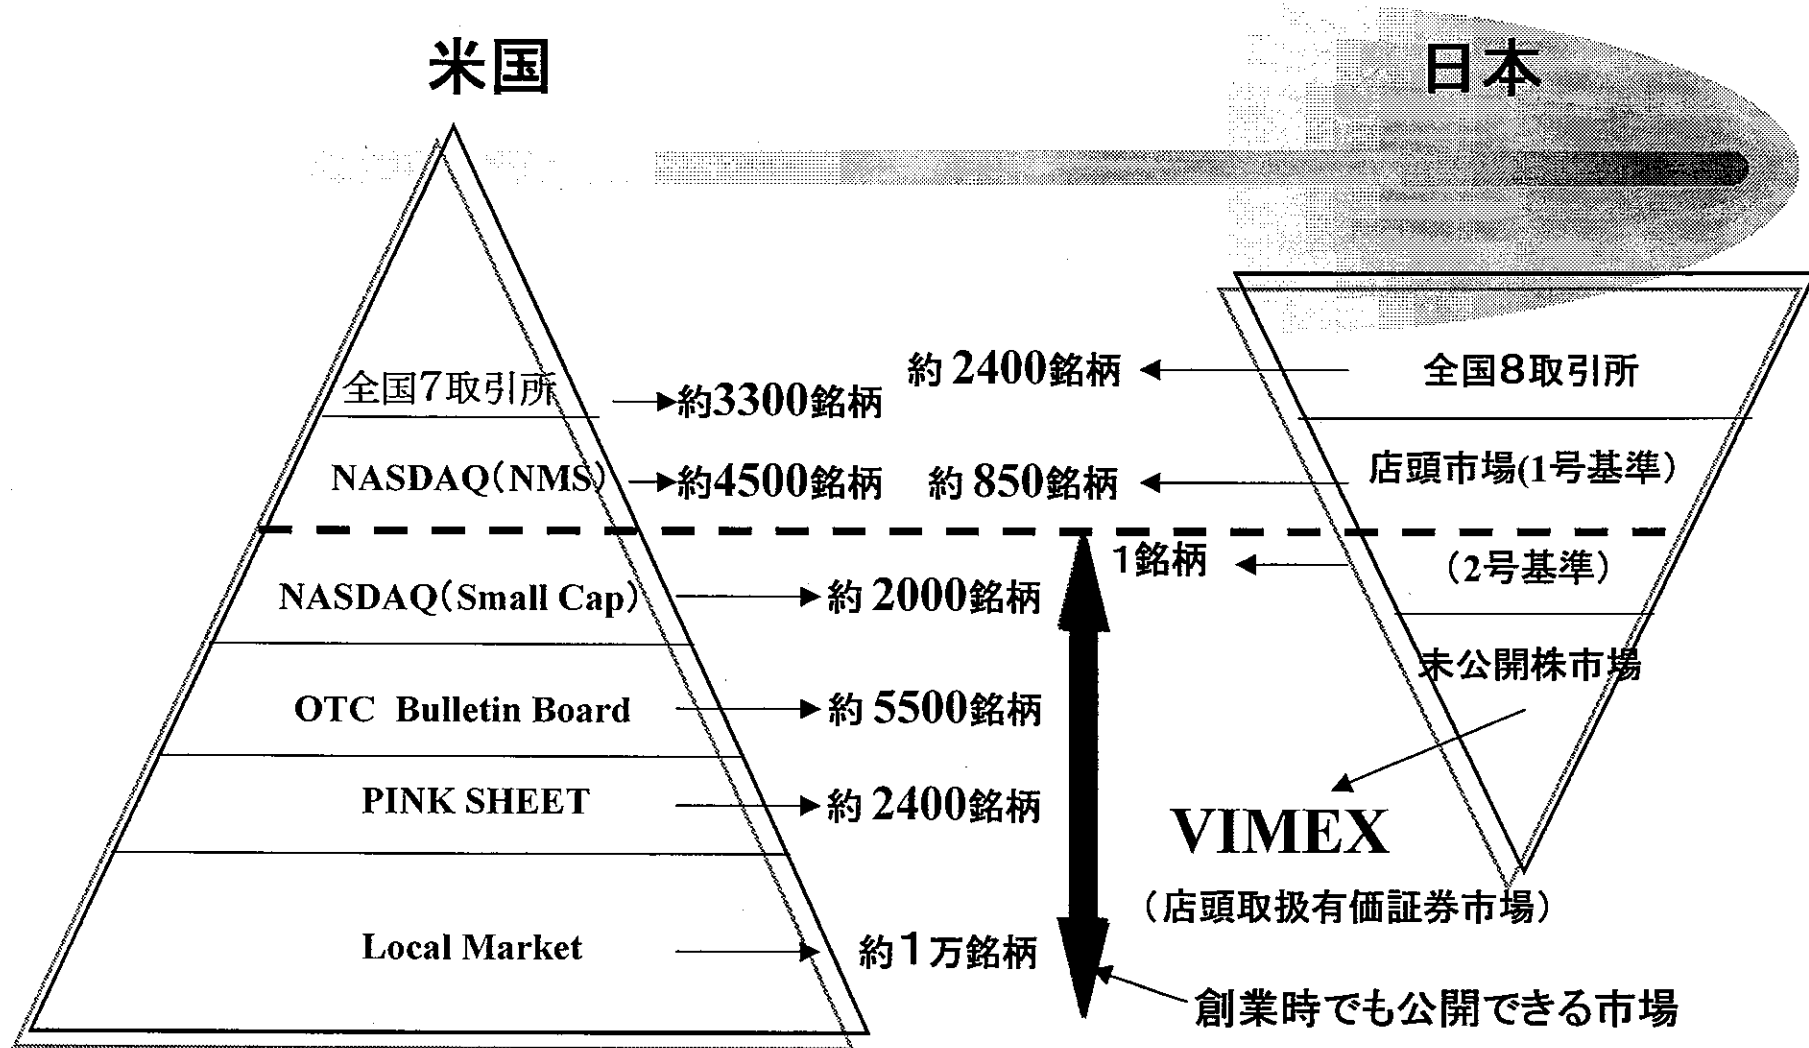 米国
日本
全国7取引所
約3300銘柄
約 2400銘柄
全国8取引所
NASDAQ(NMS)
約4500銘柄
約 850銘柄
店頭市場(1号基準)
1銘柄
(2号基準)
NASDAQ(Small Cap)
約 2000銘柄
未公開株市場
OTC Bulletin Board
約 5500銘柄
PINK SHEET
約 2400銘柄
VIMEX
(店頭取扱有価証券市場)
Local Market
約1万銘柄
創業時でも公開できる市場